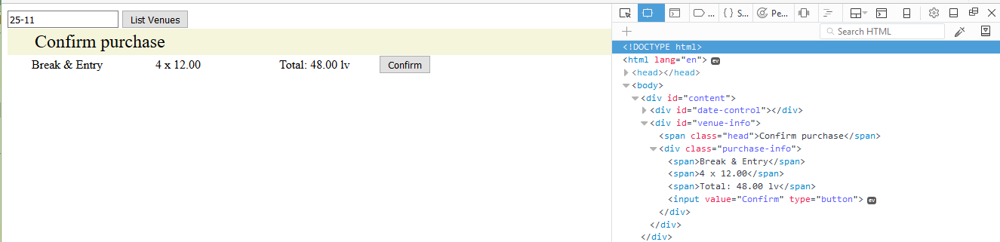 25-11 List Venues
Confirm purchase
Break & Entry 4 x 12.00 Total: 48.00 lv Confirm
... { } S... Pe...
+ Search HTML
<!DOCTYPE html>
<html lang="en"> ev
<head></head>
<body>
<div id="content">
<div id="date-control"></div>
<div id="venue-info">
<span class="head">Confirm purchase</span>
<div class="purchase-info">
<span>Break & Entry</span>
<span>4 x 12.00</span>
<span>Total: 48.00 lv</span>
<input value="Confirm" type="button"> ev
</div>
</div>
</div>